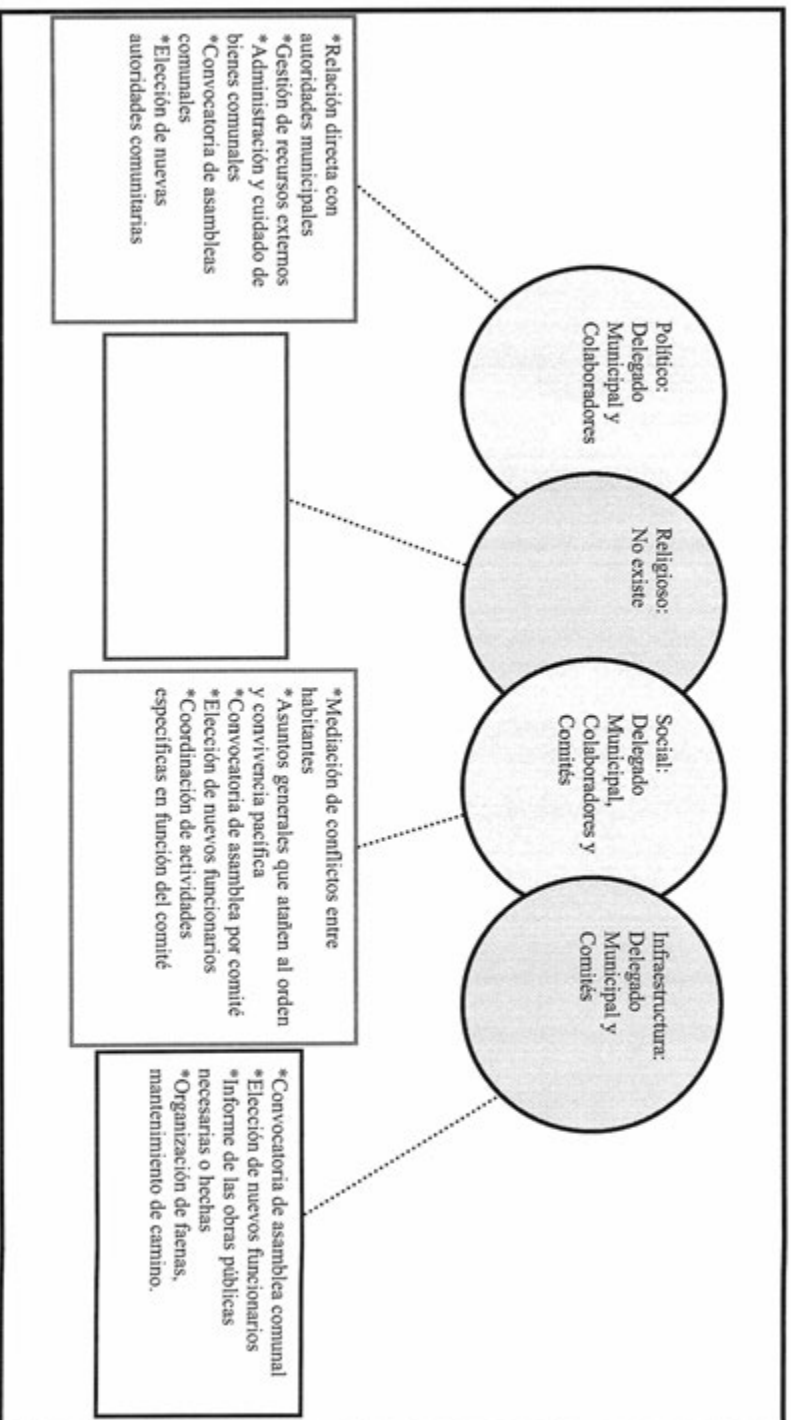 Político:
Delegado
Municipal y
Colaboradores
Religioso:
No existe
Social:
Delegado
Municipal,
Colaboradores y
Comités
Infraestructura:
Delegado
Municipal y
Comités
*Relación directa con
autoridades municipales
*Gestión de recursos externos
*Administración y cuidado de
bienes comunales
*Convocatoria de asambleas
comunales
*Elección de nuevas
autoridades comunitarias
*Mediación de conflictos entre
habitantes
*Asuntos generales que atañen al orden
y convivencia pacífica
*Convocatoria de asamblea por comité
*Elección de nuevos funcionarios
*Coordinación de actividades
específicas en función del comité
*Convocatoria de asamblea comunal
*Elección de nuevos funcionarios
*Informe de las obras públicas
necesarias o hechas
*Organización de faenas,
mantenimiento de camino.